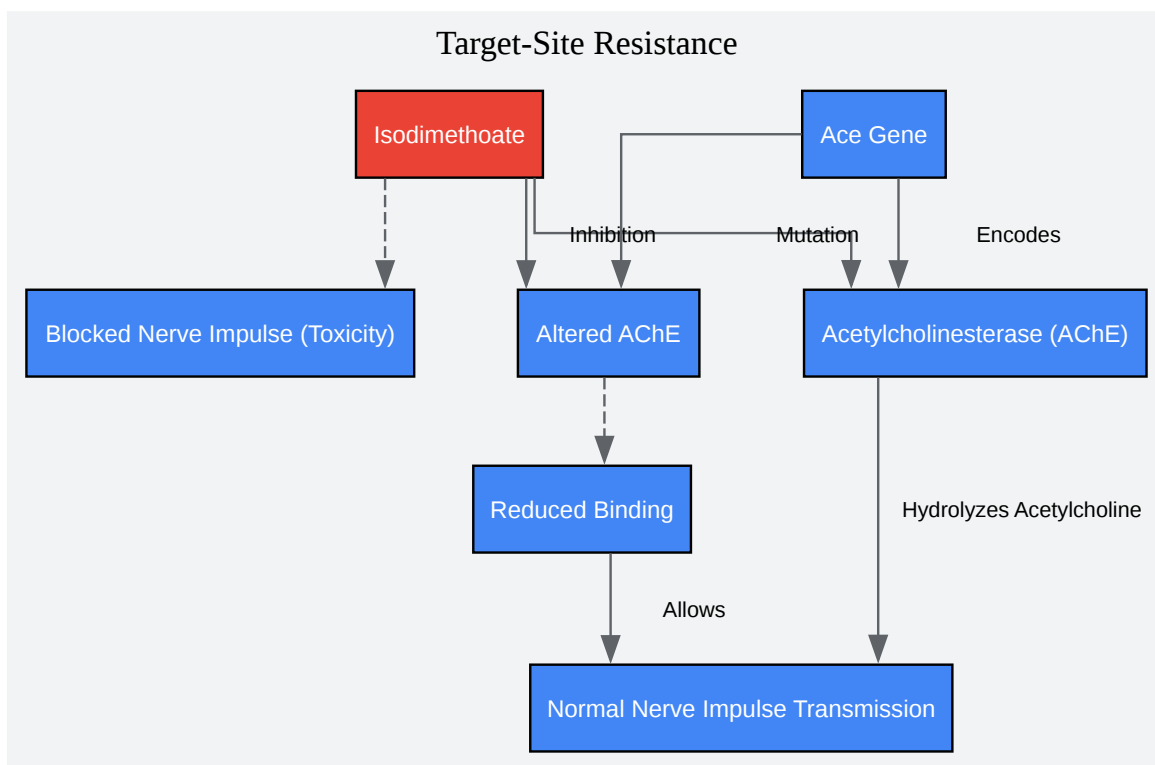 Target-Site Resistance
Isodimethoate
Ace Gene
Inhibition
Mutation
Encodes
Blocked Nerve Impulse (Toxicity)
Altered AChE
Acetylcholinesterase (AChE)
Reduced Binding
Hydrolyzes Acetylcholine
Allows
Normal Nerve Impulse Transmission